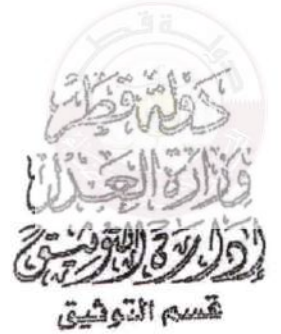 دولة قطر
وزارة العدل
إدارة التوثيق
قسم التوثيق